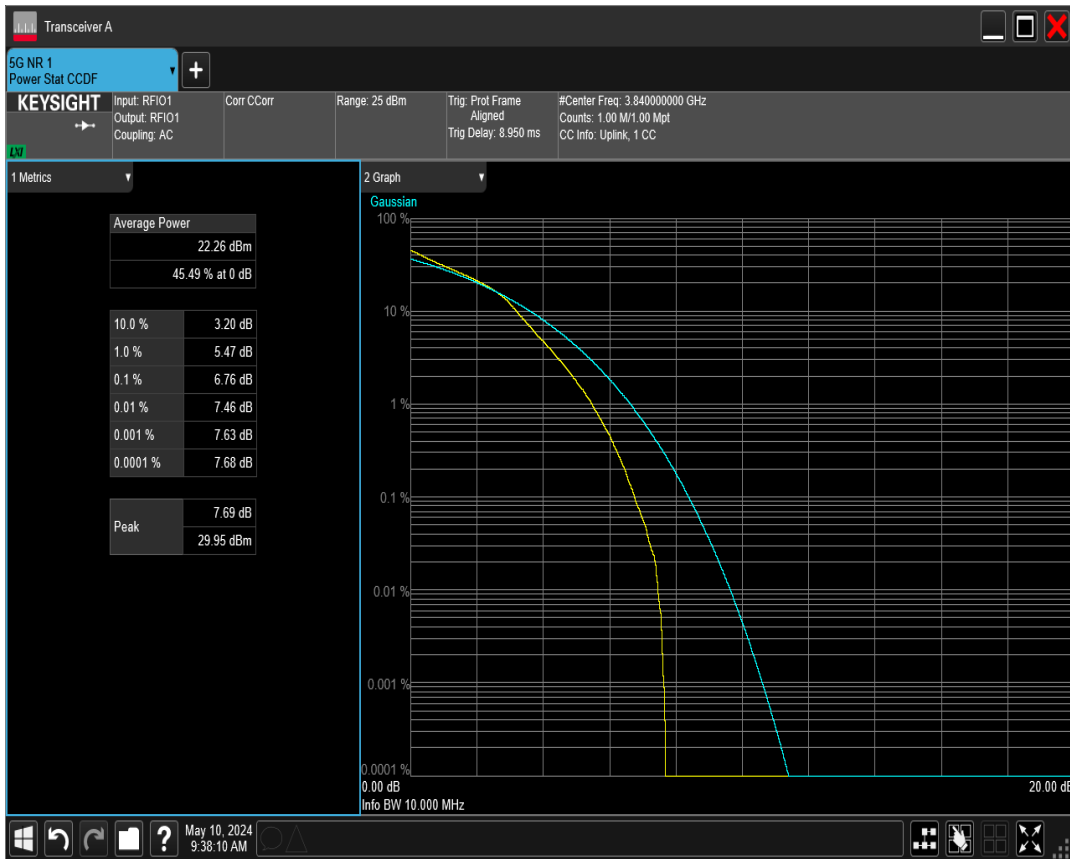 Transceiver A
5G NR 1
Power Stat CCDF
KEYSIGHT
LXI
Input: RFIO1
Output: RFIO1
Coupling: AC
Corr CCorr
Range: 25 dBm
Trig: Prot Frame
Aligned
Trig Delay: 8.950 ms
#Center Freq: 3.840000000 GHz
Counts: 1.00 M/1.00 Mpt
CC Info: Uplink, 1 CC
1 Metrics
Average Power
22.26 dBm
45.49 % at 0 dB
10.0 % 3.20 dB
1.0 % 5.47 dB
0.1 % 6.76 dB
0.01 % 7.46 dB
0.001 % 7.63 dB
0.0001 % 7.68 dB
Peak
7.69 dB
29.95 dBm
2 Graph
Gaussian
100 %
10 %
1 %
0.1 %
0.01 %
0.001 %
0.0001 %
0.00 dB 20.00 dB
Info BW 10.000 MHz
May 10, 2024
9:38:10 AM